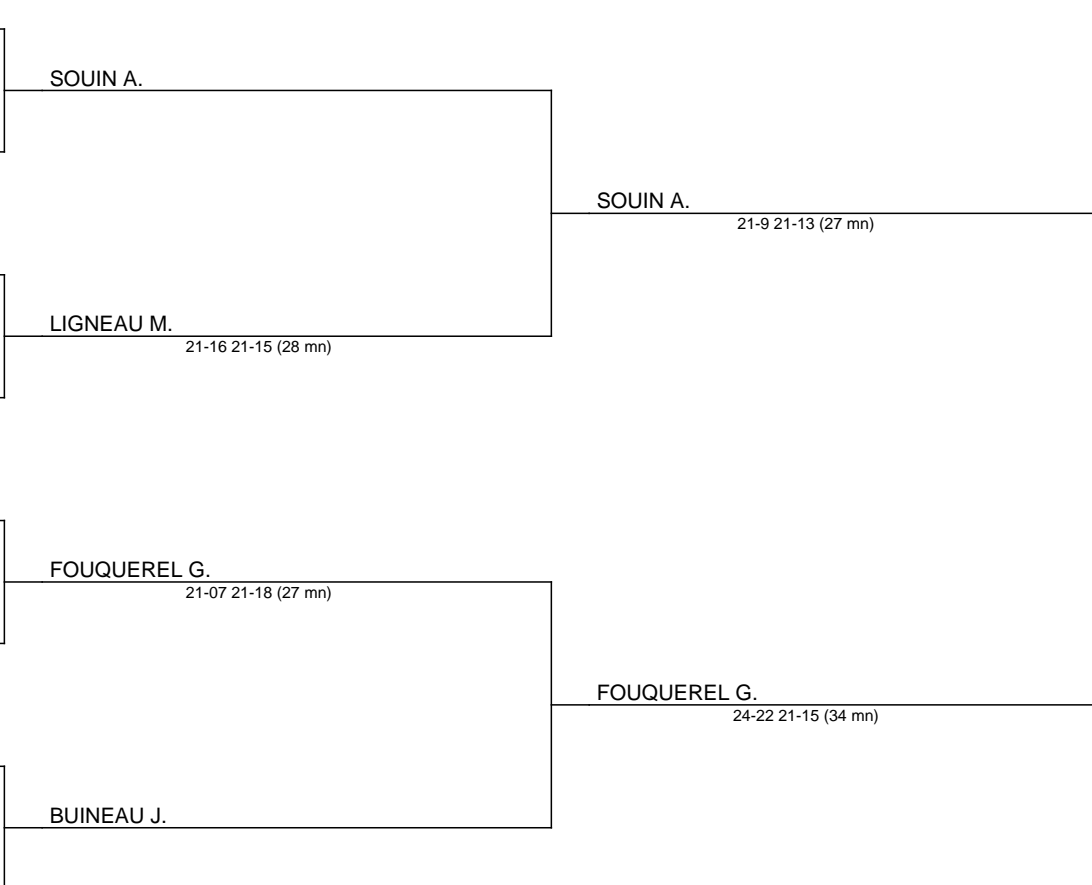 SOUIN A.
SOUIN A.
21-9 21-13 (27 mn)
LIGNEAU M.
21-16 21-15 (28 mn)
FOUQUEREL G.
21-07 21-18 (27 mn)
FOUQUEREL G.
24-22 21-15 (34 mn)
BUINEAU J.